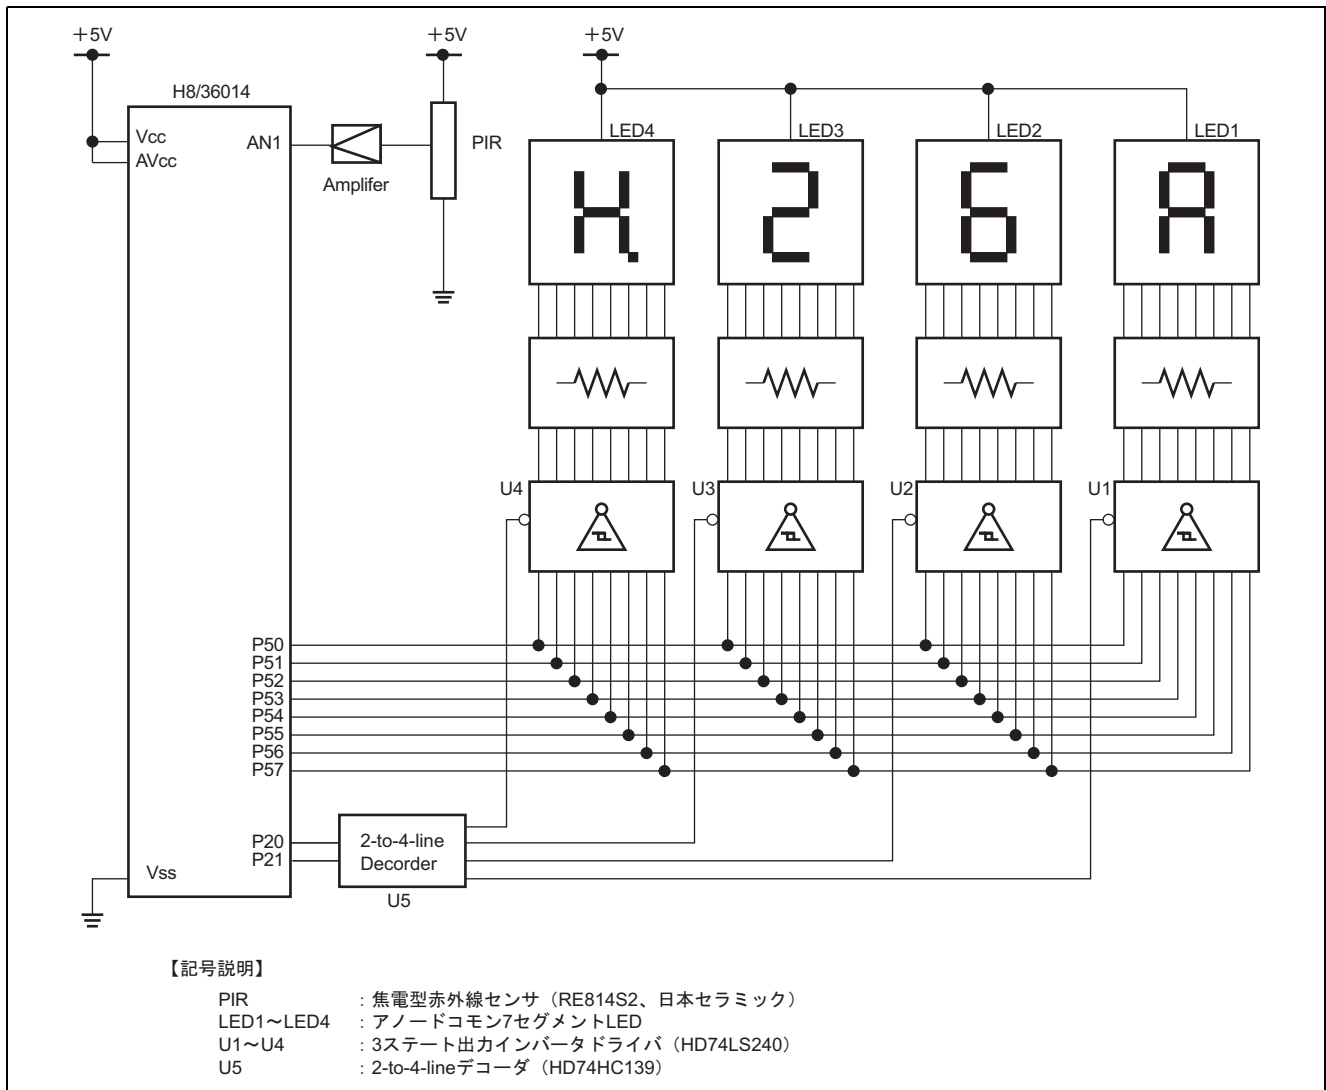 +5V +5V +5V
H8/36014
Vcc
AVcc
AN1
Amplifer
PIR
LED4 LED3 LED2 LED1
H. 2 6 A
U4 U3 U2 U1
P50
P51
P52
P53
P54
P55
P56
P57
P20
P21
2-to-4-line
Decorder
U5
Vss
【記号説明】
PIR : 焦電型赤外線センサ（RE814S2、日本セラミック）
LED1～LED4 : アノードコモン7セグメントLED
U1～U4 : 3ステート出力インバータドライバ（HD74LS240）
U5 : 2-to-4-lineデコーダ（HD74HC139）